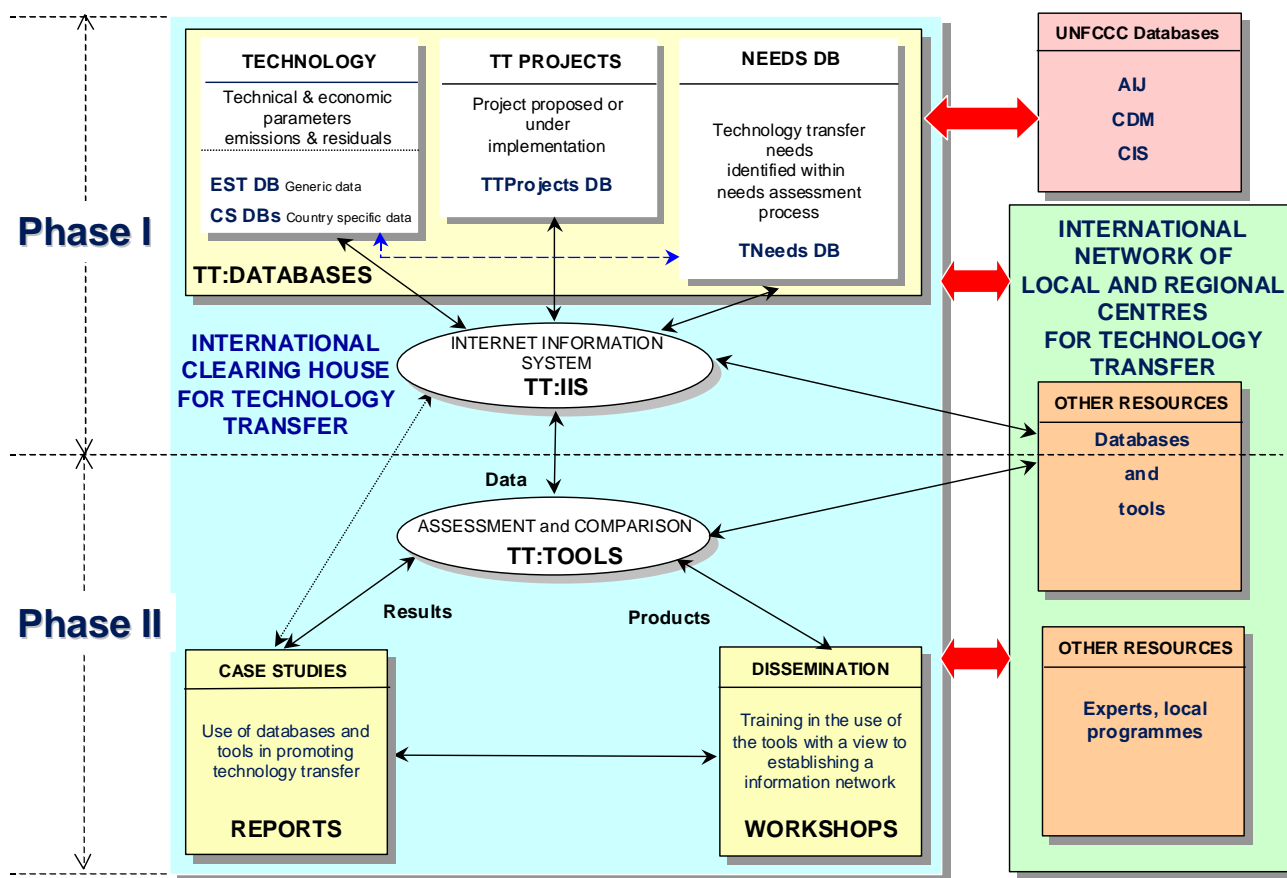 Phase I
TECHNOLOGY
Technical & economic
parameters
emissions & residuals
EST DB Generic data
CS DBs Country specific data
TT PROJECTS
Project proposed or
under
implementation
TTProjects DB
NEEDS DB
Technology transfer
needs
identified within
needs assessment
process
TNeeds DB
TT:DATABASES
UNFCCC Databases
AIJ
CDM
CIS
INTERNATIONAL
CLEARING HOUSE
FOR TECHNOLOGY
TRANSFER
INTERNET INFORMATION
SYSTEM
TT:IIS
INTERNATIONAL
NETWORK OF
LOCAL AND REGIONAL
CENTRES
FOR TECHNOLOGY
TRANSFER
OTHER RESOURCES
Databases
and
tools
Phase II
Data
ASSESSMENT and COMPARISON
TT:TOOLS
Results
Products
CASE STUDIES
Use of databases and
tools in promoting
technology transfer
REPORTS
DISSEMINATION
Training in the use of
the tools with a view to
establishing a
information network
WORKSHOPS
OTHER RESOURCES
Experts, local
programmes